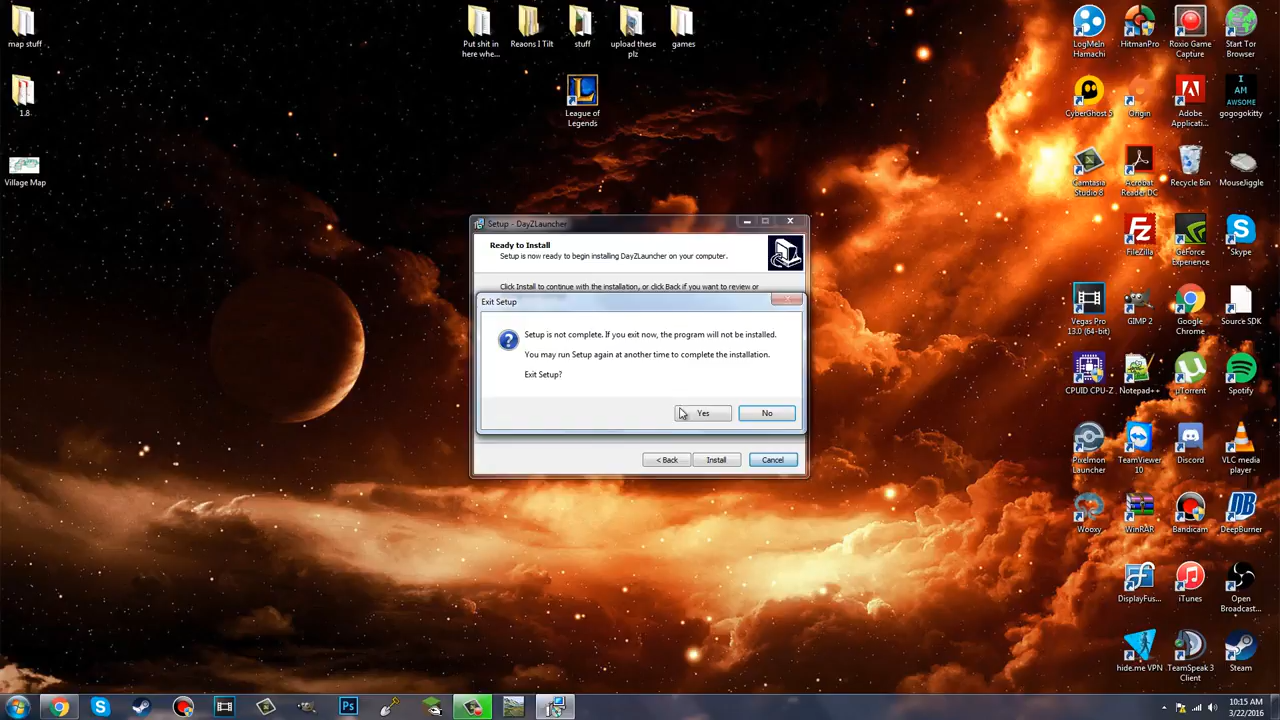 map stuff
Put shit in
here whe...
Reaons I Tilt
stuff
upload these
plz
games
LogMeIn
Hamachi
HitmanPro
Roxio Game
Capture
Start Tor
Browser
1.8
League of
Legends
CyberGhost 5
Origin
Adobe
Applicati...
I
AM
AWSOME
gogogokitty
Village Map
Camtasia
Studio 8
Acrobat
Reader DC
Recycle Bin
MouseJiggle
Setup - DayZLauncher
Ready to Install
Setup is now ready to begin installing DayZLauncher on your computer.
Click Install to continue with the installation, or click Back if you want to review or
FileZilla
GeForce
Experience
Skype
Exit Setup
Setup is not complete. If you exit now, the program will not be installed.
You may run Setup again at another time to complete the installation.
Exit Setup?
Yes
No
< Back
Install
Cancel
Vegas Pro
13.0 (64-bit)
GIMP 2
Google
Chrome
Source SDK
CPUID CPU-Z
Notepad++
µTorrent
Spotify
Pixelmon
Launcher
TeamViewer
10
Discord
VLC media
player
Wooxy
WinRAR
Bandicam
DB
DeepBurner
DisplayFus...
iTunes
Open
Broadcast...
hide.me VPN
TeamSpeak 3
Client
Steam
Ps
10:15 AM
3/22/2016